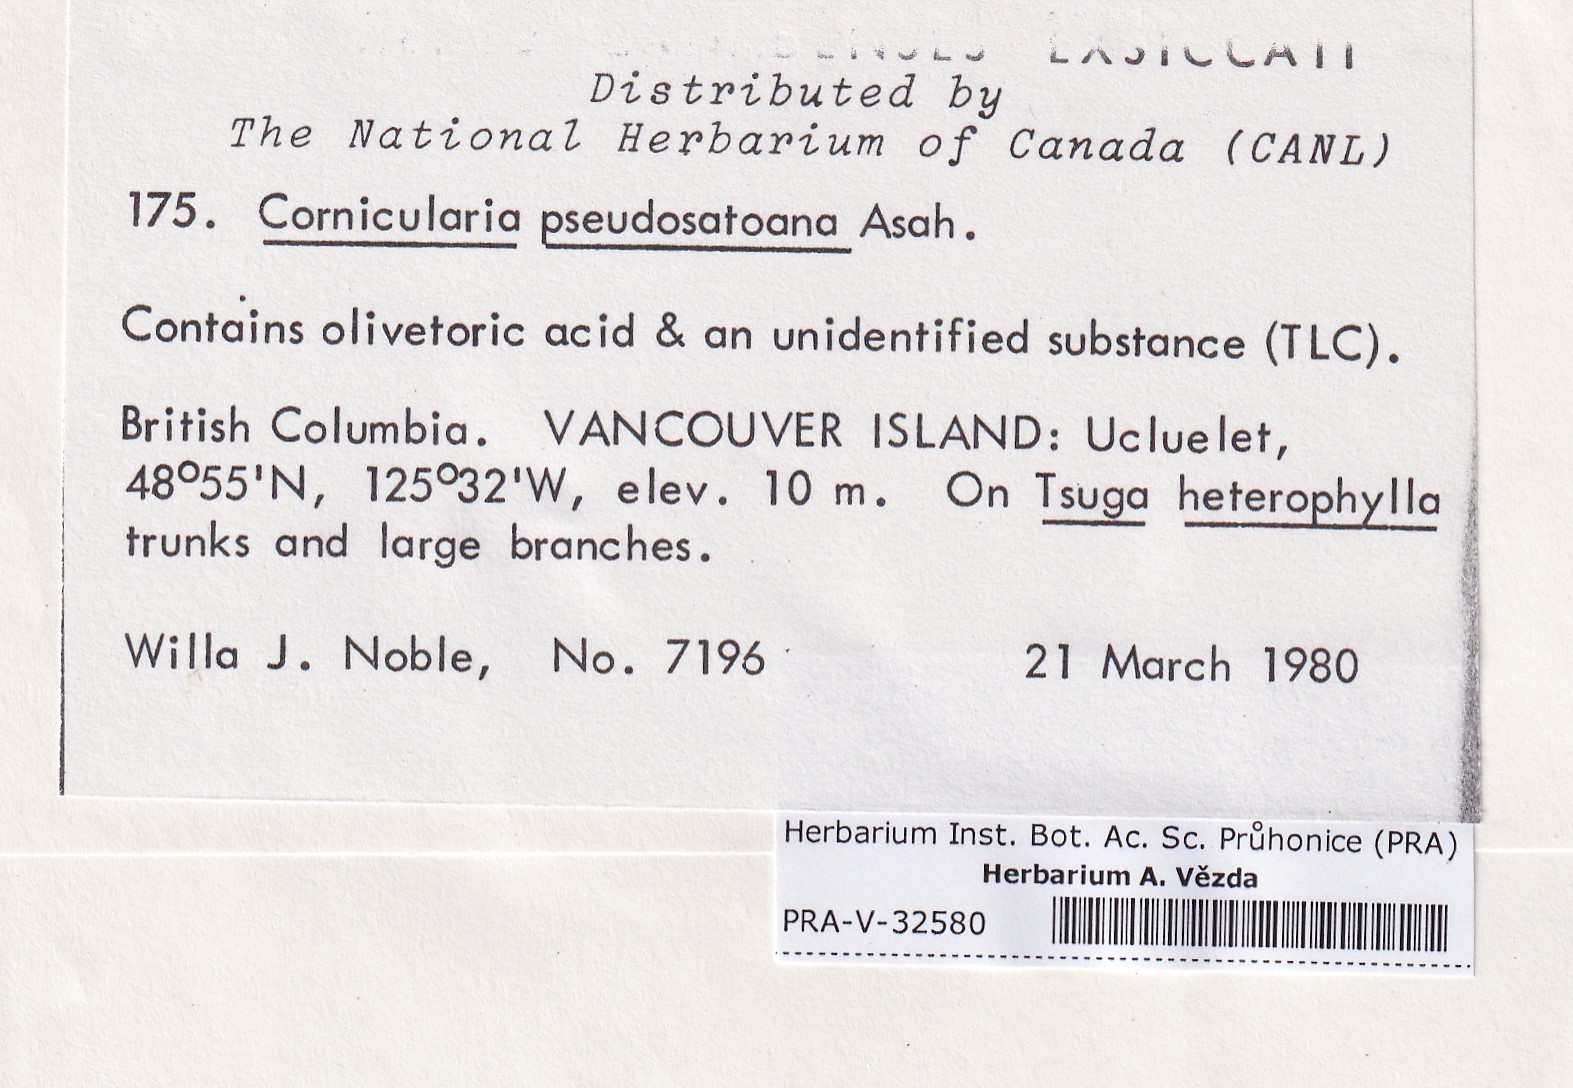 EXSICCATI
Distributed by
The National Herbarium of Canada (CANL)
175. Cornicularia pseudosatoana Asah.
Contains olivetoric acid & an unidentified substance (TLC).
British Columbia. VANCOUVER ISLAND: Ucluelet,
48°55'N, 125°32'W, elev. 10 m. On Tsuga heterophylla
trunks and large branches.
Willa J. Noble, No. 7196 21 March 1980
Herbarium Inst. Bot. Ac. Sc. Průhonice (PRA)
Herbarium A. Vězda
PRA-V-32580